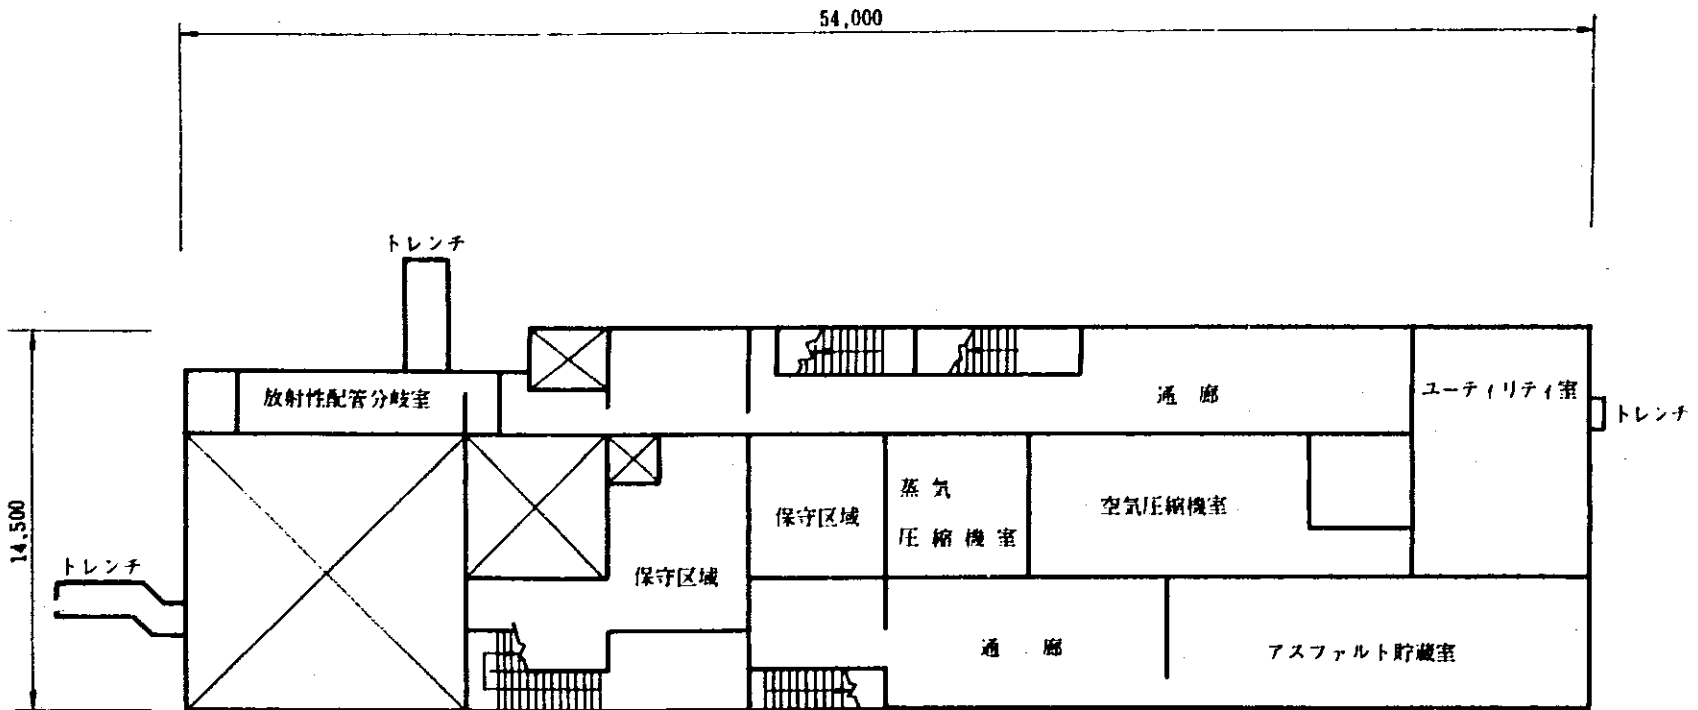 54,000
トレンチ
放射性配管分岐室
通廊
ユーティリティ室
トレンチ
14,500
保守区域
蒸気
圧縮機室
空気圧縮機室
トレンチ
保守区域
通廊
アスファルト貯蔵室